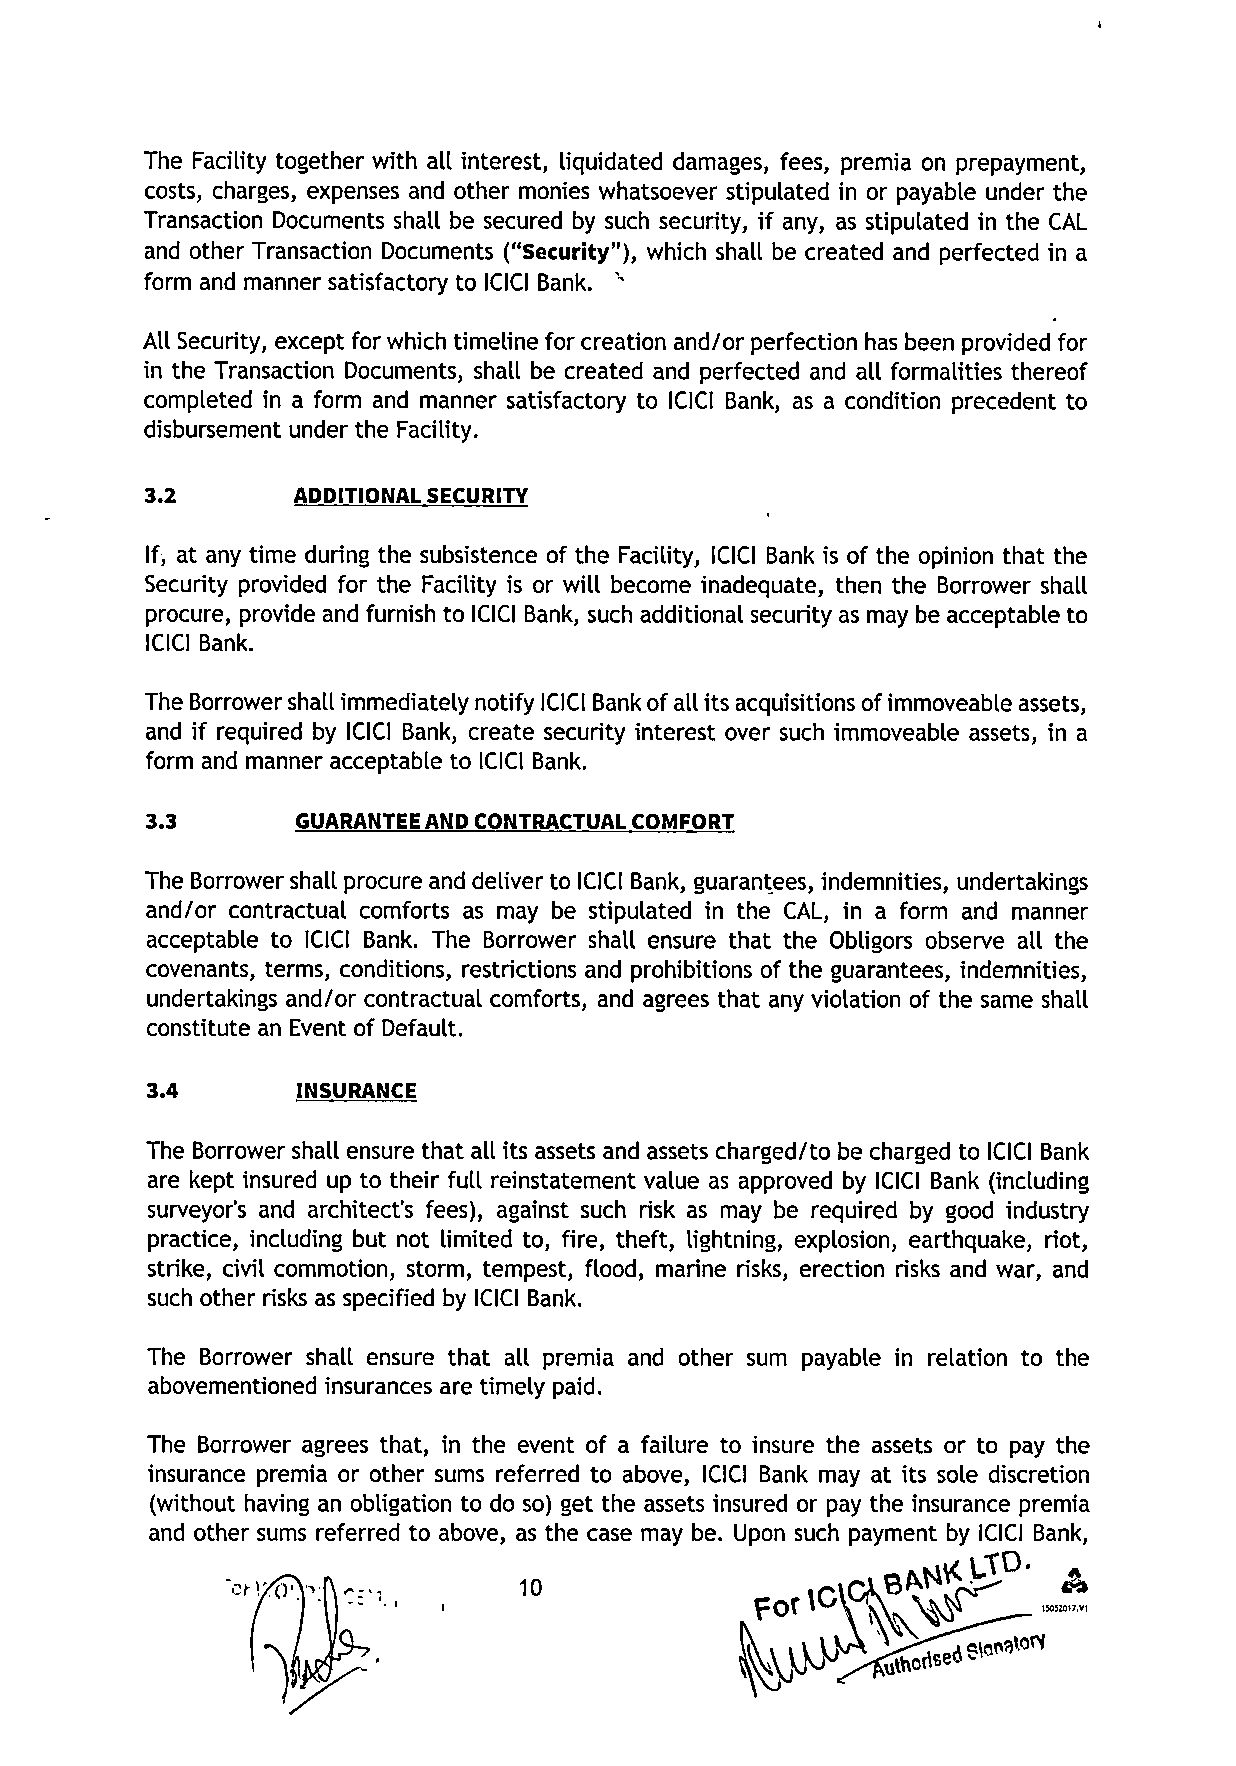 The Facility together with all interest, liquidated damages, fees, premia on prepayment,
costs, charges, expenses and other monies whatsoever stipulated in or payable under the
Transaction Documents shall be secured by such security, if any, as stipulated in the CAL
and other Transaction Documents (“Security”), which shall be created and perfected in a
form and manner satisfactory to ICICI Bank.
All Security, except for which timeline for creation and/or perfection has been provided for
in the Transaction Documents, shall be created and perfected and all formalities thereof
completed in a form and manner satisfactory to ICICI Bank, as a condition precedent to
disbursement under the Facility.
3.2 ADDITIONAL SECURITY
If, at any time during the subsistence of the Facility, ICICI Bank is of the opinion that the
Security provided for the Facility is or will become inadequate, then the Borrower shall
procure, provide and furnish to ICICI Bank, such additional security as may be acceptable to
ICICI Bank.
The Borrower shall immediately notify ICICI Bank of all its acquisitions of immoveable assets,
and if required by ICICI Bank, create security interest over such immoveable assets, in a
form and manner acceptable to ICICI Bank.
3.3 GUARANTEE AND CONTRACTUAL COMFORT
The Borrower shall procure and deliver to ICICI Bank, guarantees, indemnities, undertakings
and/or contractual comforts as may be stipulated in the CAL, in a form and manner
acceptable to ICICI Bank. The Borrower shall ensure that the Obligors observe all the
covenants, terms, conditions, restrictions and prohibitions of the guarantees, indemnities,
undertakings and/or contractual comforts, and agrees that any violation of the same shall
constitute an Event of Default.
3.4 INSURANCE
The Borrower shall ensure that all its assets and assets charged/to be charged to ICICI Bank
are kept insured up to their full reinstatement value as approved by ICICI Bank (including
surveyor's and architect's fees), against such risk as may be required by good industry
practice, including but not limited to, fire, theft, lightning, explosion, earthquake, riot,
strike, civil commotion, storm, tempest, flood, marine risks, erection risks and war, and
such other risks as specified by ICICI Bank.
The Borrower shall ensure that all premia and other sum payable in relation to the
abovementioned insurances are timely paid.
The Borrower agrees that, in the event of a failure to insure the assets or to pay the
insurance premia or other sums referred to above, ICICI Bank may at its sole discretion
(without having an obligation to do so) get the assets insured or pay the insurance premia
and other sums referred to above, as the case may be. Upon such payment by ICICI Bank,
10
For ICICI BANK LTD.
15052017.V1
Authorised Signatory